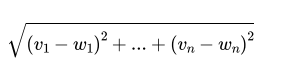 √(v₁ − w₁)² + ... + (vₙ − wₙ)²